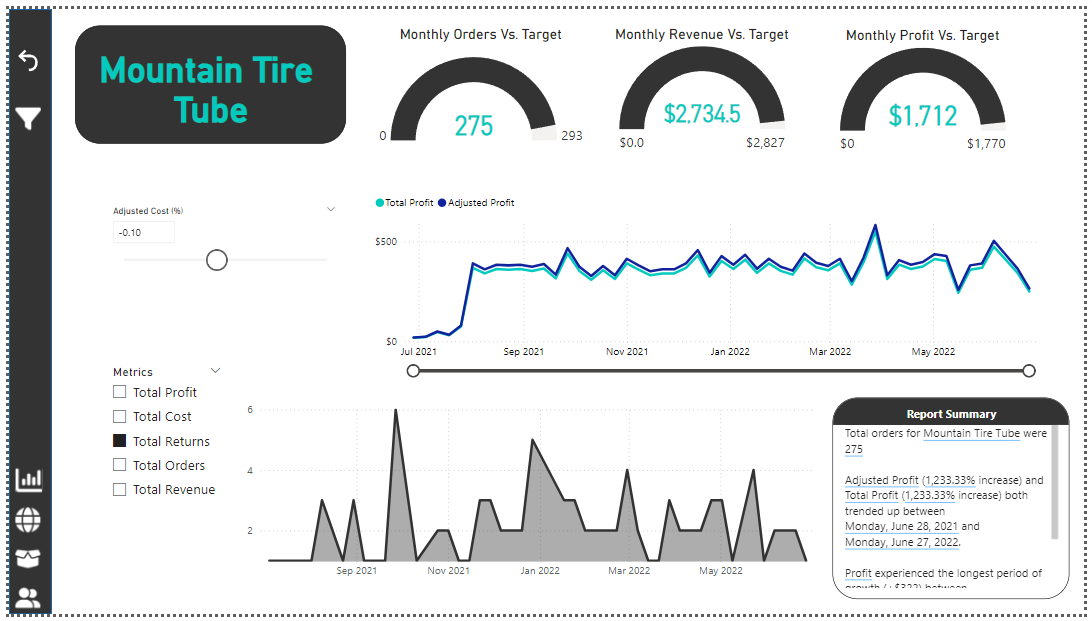 Mountain Tire
Tube
Monthly Orders Vs. Target
275
0
293
Monthly Revenue Vs. Target
$2,734.5
$0.0
$2,827
Monthly Profit Vs. Target
$1,712
$0
$1,770
Adjusted Cost (%)
-0.10
Total Profit Adjusted Profit
$500
$0
Jul 2021 Sep 2021 Nov 2021 Jan 2022 Mar 2022 May 2022
Metrics
Total Profit
Total Cost
Total Returns
Total Orders
Total Revenue
6
4
2
Sep 2021 Nov 2021 Jan 2022 Mar 2022 May 2022
Report Summary
Total orders for Mountain Tire Tube were
275
Adjusted Profit (1,233.33% increase) and
Total Profit (1,233.33% increase) both
trended up between
Monday, June 28, 2021 and
Monday, June 27, 2022.
Profit experienced the longest period of
growth (+$322) between